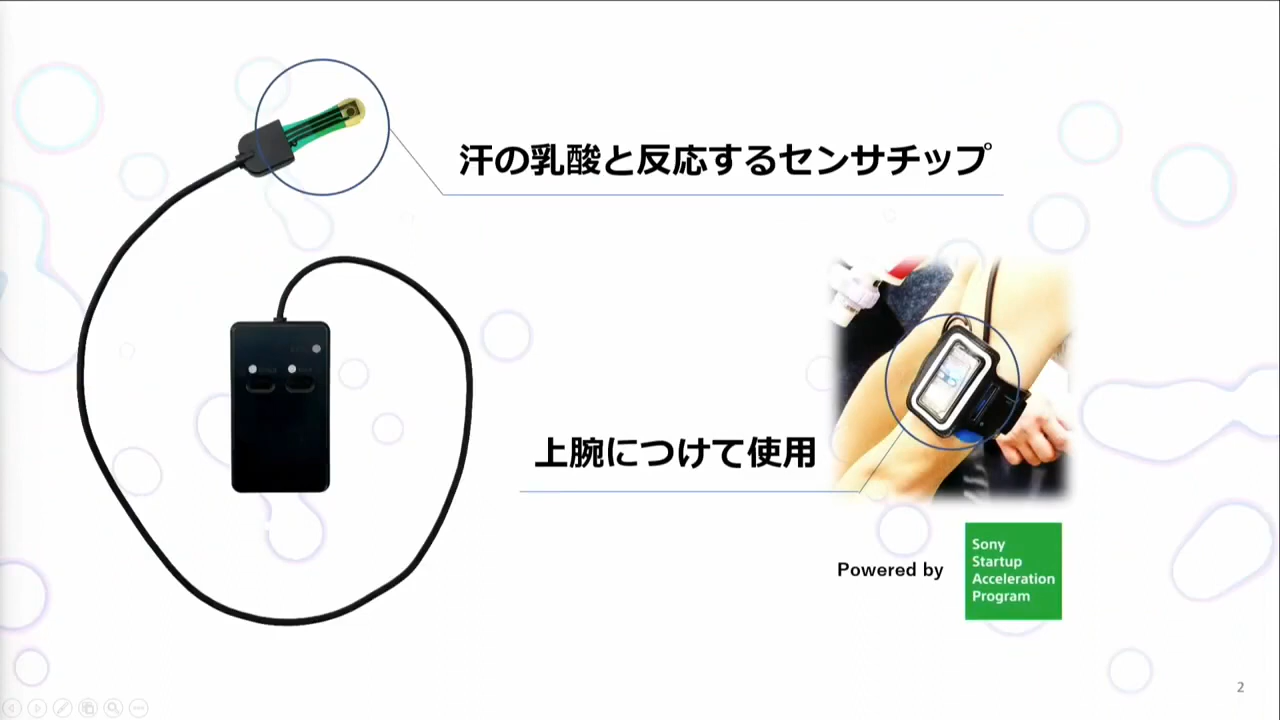 汗の乳酸と反応するセンサチップ
上腕につけて使用
Powered by
Sony
Startup
Acceleration
Program
2